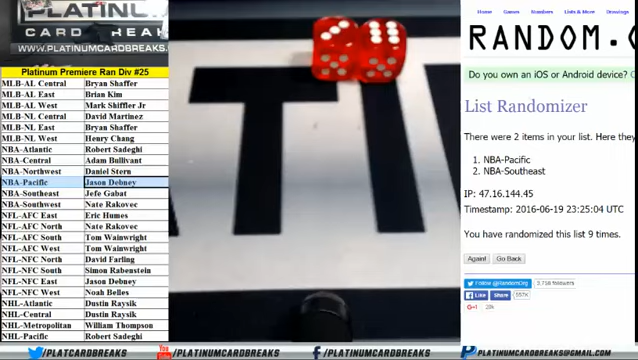 PLATINUM
CARD BREAKS
WWW.PLATINUMCARDBREAKS.COM
Platinum Premiere Ran Div #25
MLB-AL Central Bryan Shaffer
MLB-AL East Brian Kim
MLB-AL West Mark Shiffler Jr
MLB-NL Central David Martinez
MLB-NL East Bryan Shaffer
MLB-NL West Henry Chang
NBA-Atlantic Robert Sadeghi
NBA-Central Adam Bullivant
NBA-Northwest Daniel Stern
NBA-Pacific Jason Debney
NBA-Southeast Jefe Gabat
NBA-Southwest Nate Rakovec
NFL-AFC East Eric Humes
NFL-AFC North Nate Rakovec
NFL-AFC South Tom Wainwright
NFL-AFC West Tom Wainwright
NFL-NFC North David Farling
NFL-NFC South Simon Rabenstein
NFL-NFC East Jason Debney
NFL-NFC West Noah Belles
NHL-Atlantic Dustin Raysik
NHL-Central Dustin Raysik
NHL-Metropolitan William Thompson
NHL-Pacific Robert Sadeghi
TI
Home Games Numbers Lists & More Drawings
RANDOM.O
Do you own an iOS or Android device?
List Randomizer
There were 2 items in your list. Here they
1. NBA-Pacific
2. NBA-Southeast
IP: 47.16.144.45
Timestamp: 2016-06-19 23:25:04 UTC
You have randomized this list 9 times.
Again! Go Back
Follow @RandomOrg
Like Share
G+1
/PLATCARDBREAKS
/PLATINUMCARDBREAKS
/PLATINUMCARDBREAKS
PLATINUMCARDBREAKS@GMAIL.COM